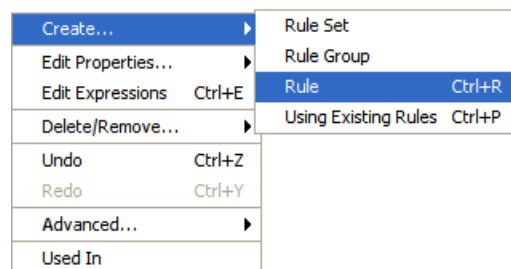 Create...
Edit Properties...
Edit Expressions Ctrl+E
Delete/Remove...
Undo Ctrl+Z
Redo Ctrl+Y
Advanced...
Used In
Rule Set
Rule Group
Rule Ctrl+R
Using Existing Rules Ctrl+P